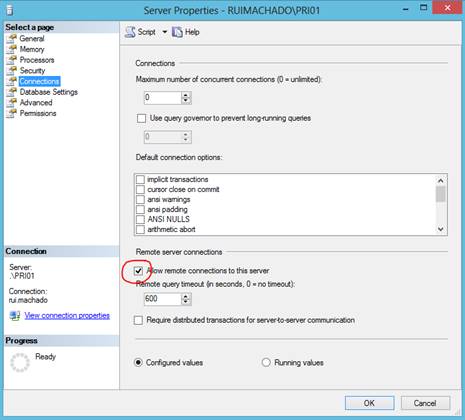 Server Properties - RUIMACHADO\PRI01
Select a page
General
Memory
Processors
Security
Connections
Database Settings
Advanced
Permissions
Script
Help
Connections
Maximum number of concurrent connections (0 = unlimited):
0
Use query governor to prevent long-running queries
0
Default connection options:
implicit transactions
cursor close on commit
ansi warnings
ansi padding
ANSI NULLS
arithmetic abort
Remote server connections
Allow remote connections to this server
Remote query timeout (in seconds, 0 = no timeout):
600
Require distributed transactions for server-to-server communication
Connection
Server:
.\PRI01
Connection:
rui.machado
View connection properties
Progress
Ready
Configured values
Running values
OK
Cancel